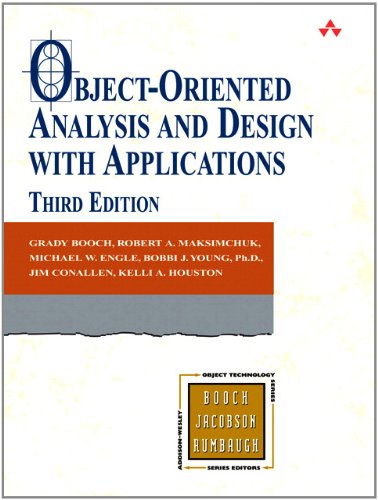 OBJECT-ORIENTED
ANALYSIS AND DESIGN
WITH APPLICATIONS
THIRD EDITION
GRADY BOOCH, ROBERT A. MAKSIMCHUK,
MICHAEL W. ENGLE, BOBBI J. YOUNG, Ph.D.,
JIM CONALLEN, KELLI A. HOUSTON
OBJECT TECHNOLOGY
SERIES
ADDISON-WESLEY
BOOCH
JACOBSON
RUMBAUGH
SERIES EDITORS